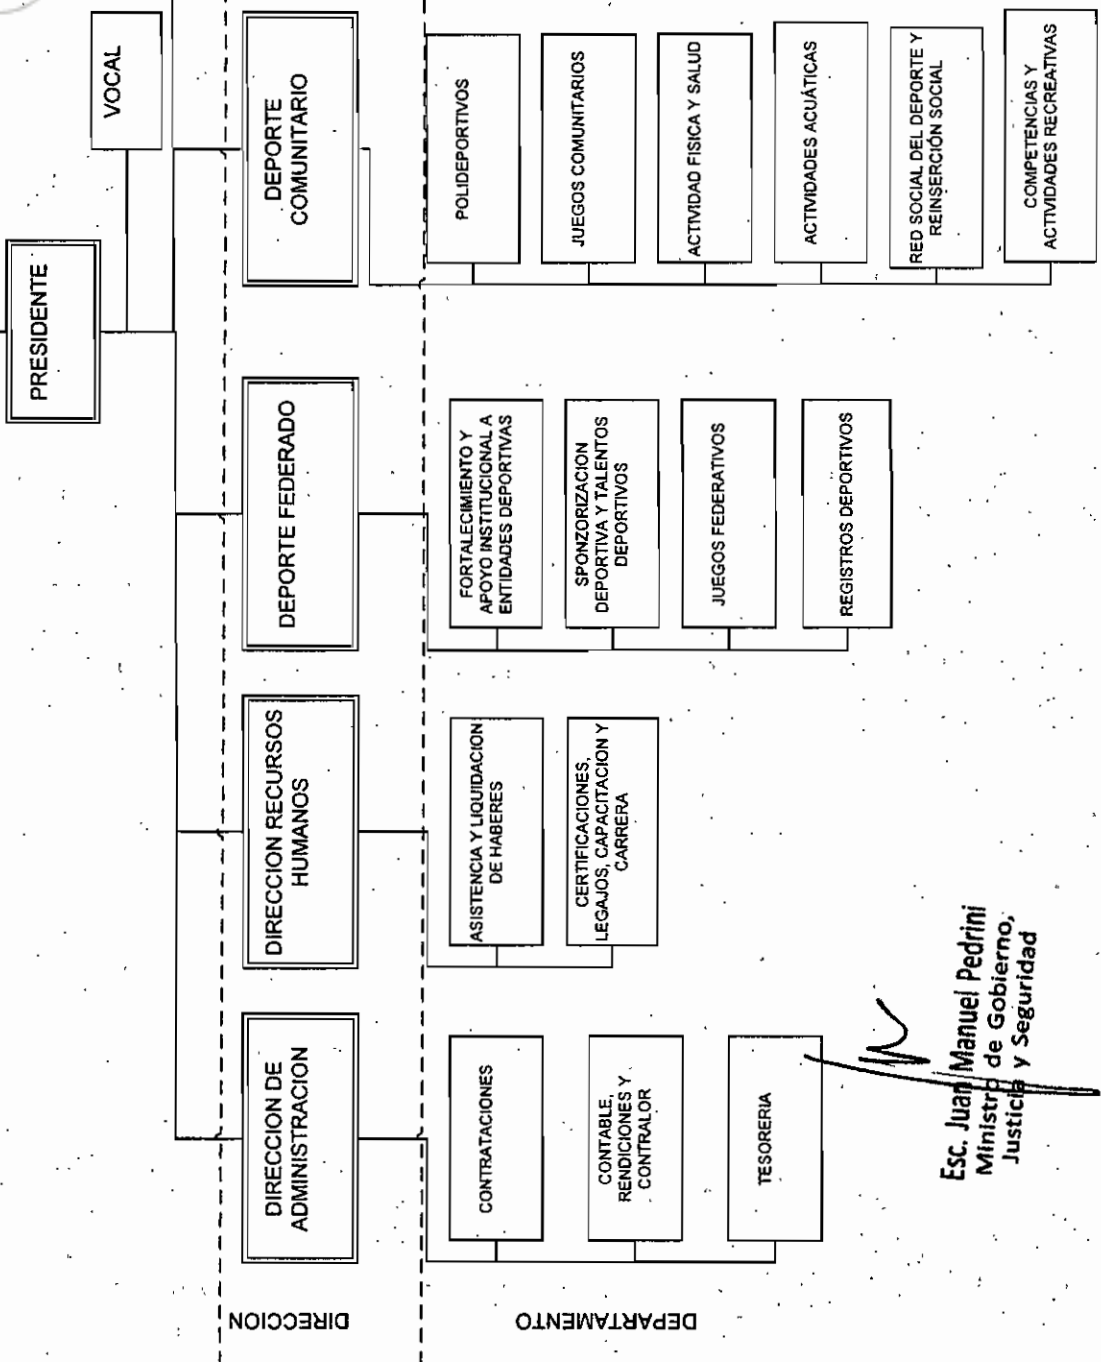 PRESIDENTE
VOCAL
DIRECCION
DIRECCION DE
ADMINISTRACION
DIRECCION RECURSOS
HUMANOS
DEPORTE FEDERADO
DEPORTE
COMUNITARIO
DEPARTAMENTO
CONTRATACIONES
CONTABLE,
RENDICIONES Y
CONTRALOR
TESORERIA
ASISTENCIA Y LIQUIDACION
DE HABERES
CERTIFICACIONES,
LEGAJOS, CAPACITACION Y
CARRERA
FORTALECIMIENTO Y
APOYO INSTITUCIONAL A
ENTIDADES DEPORTIVAS
SPONZORIZACION
DEPORTIVA Y TALENTOS
DEPORTIVOS
JUEGOS FEDERATIVOS
REGISTROS DEPORTIVOS
POLIDEPORTIVOS
JUEGOS COMUNITARIOS
ACTIVIDAD FISICA Y SALUD
ACTIVIDADES ACUÁTICAS
RED SOCIAL DEL DEPORTE Y
REINSERCIÓN SOCIAL
COMPETENCIAS Y
ACTIVIDADES RECREATIVAS
Esc. Juan Manuel Pedrini
Ministro de Gobierno,
Justicia y Seguridad